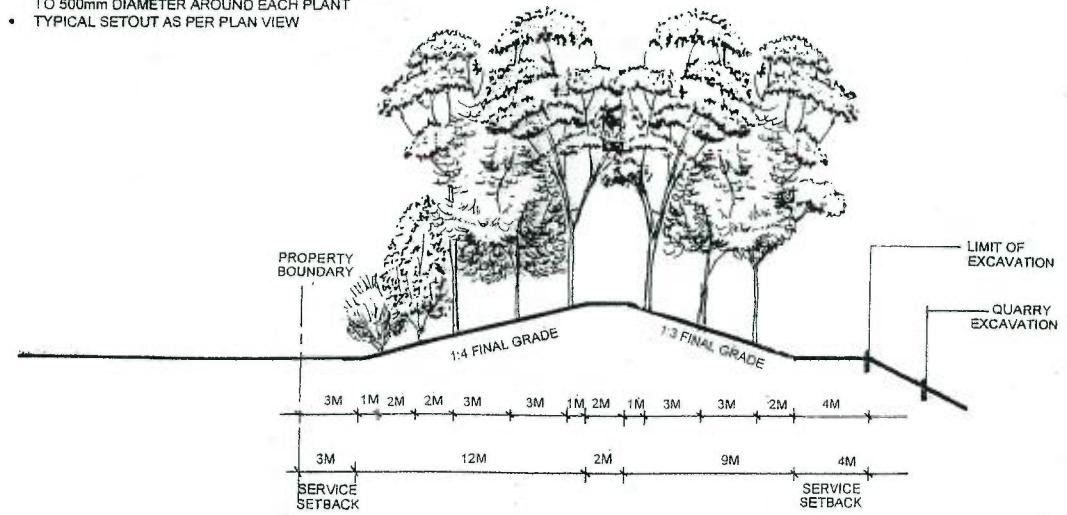 TO 500mm DIAMETER AROUND EACH PLANT
• TYPICAL SETOUT AS PER PLAN VIEW
PROPERTY
BOUNDARY
LIMIT OF
EXCAVATION
QUARRY
EXCAVATION
1:4 FINAL GRADE
1:3 FINAL GRADE
3M 1M 2M 2M 3M 3M 1M 2M 1M 3M 3M 2M 4M
3M 12M 2M 9M 4M
SERVICE
SETBACK
SERVICE
SETBACK